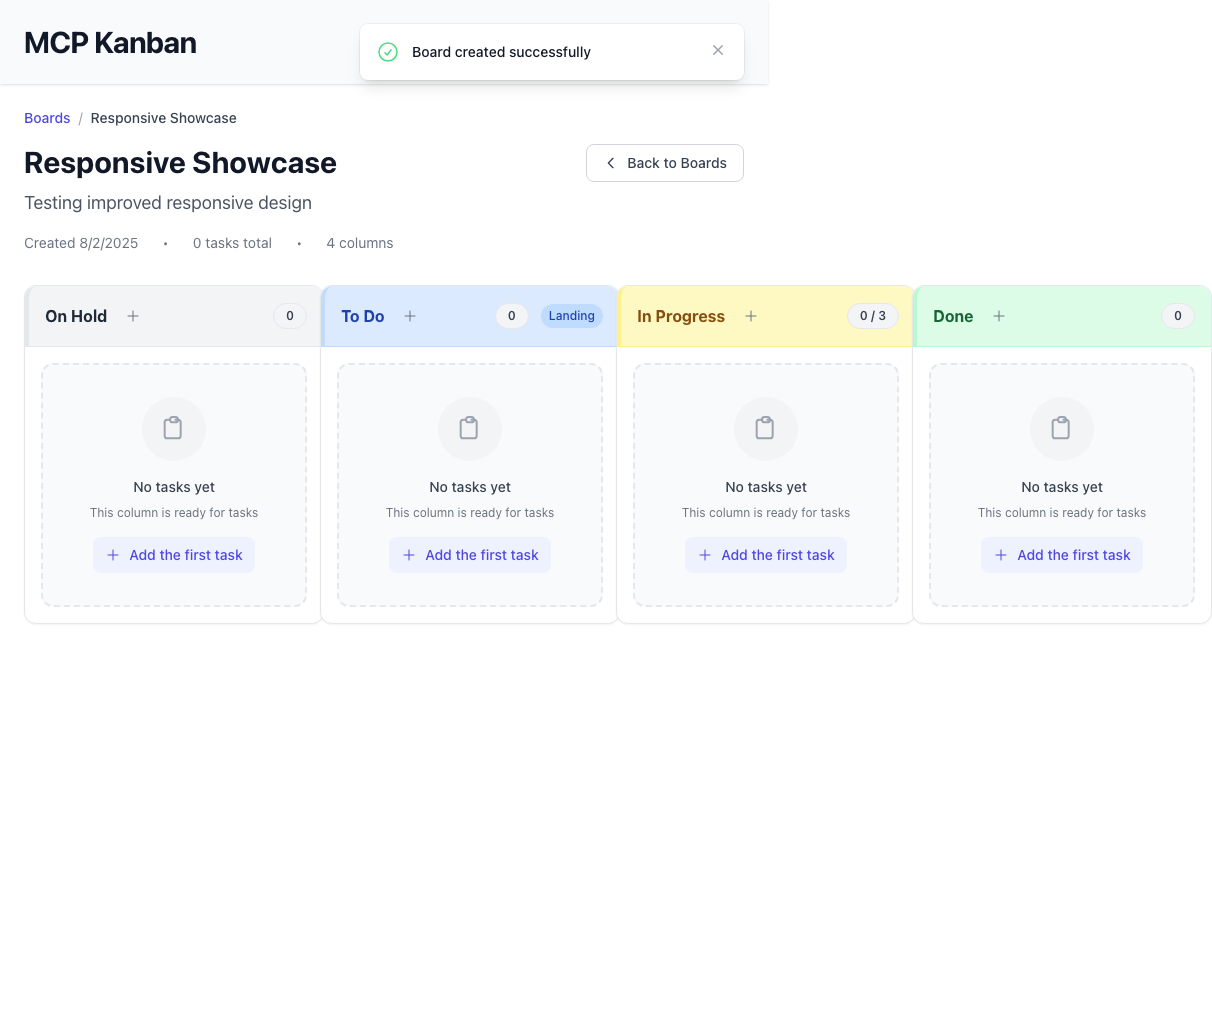 MCP Kanban
Board created successfully
Boards / Responsive Showcase
Responsive Showcase
Back to Boards
Testing improved responsive design
Created 8/2/2025 • 0 tasks total • 4 columns
On Hold + 0
To Do + 0 Landing
In Progress + 0 / 3
Done + 0
No tasks yet
This column is ready for tasks
+ Add the first task
No tasks yet
This column is ready for tasks
+ Add the first task
No tasks yet
This column is ready for tasks
+ Add the first task
No tasks yet
This column is ready for tasks
+ Add the first task